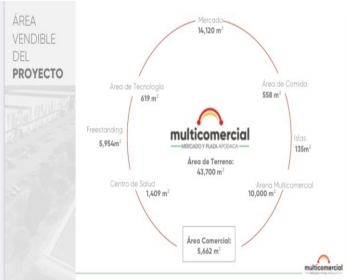 ÁREA
VENDIBLE
DEL
PROYECTO
Mercado
14,120 m²
Área de Tecnología
619 m²
Área de Comida
558 m²
Freestanding
5,954m²
multicomercial
MERCADO Y PLAZA APODACA
Área de Terreno:
43,700 m²
Islas
135m²
Centro de Salud
1,409 m²
Arena Multicomercial
10,000 m²
Área Comercial:
5,662 m²
multicomercial